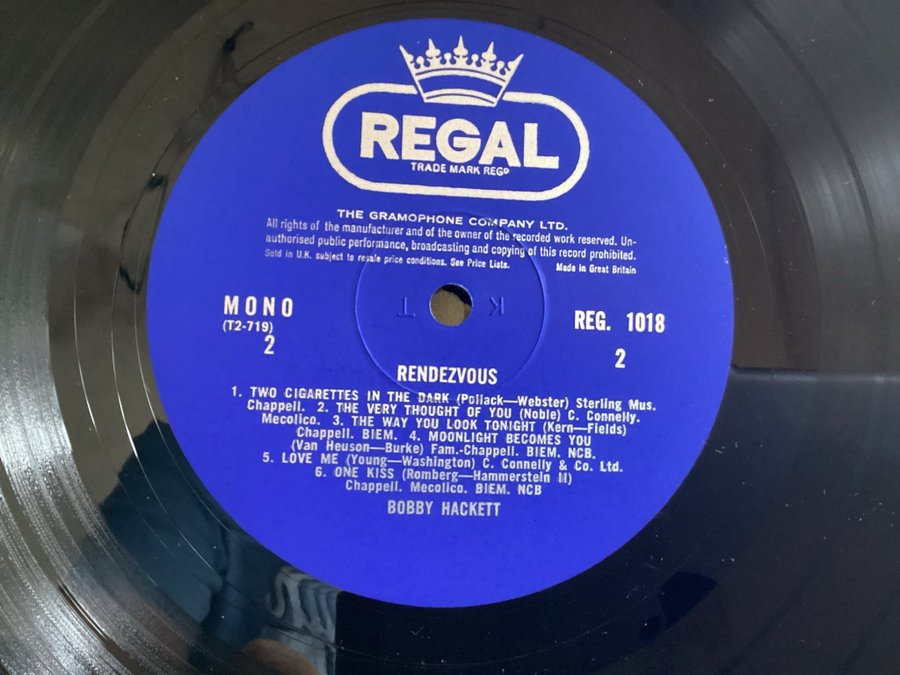 REGAL
TRADE MARK REGD
THE GRAMOPHONE COMPANY LTD.
All rights of the manufacturer and of the owner of the recorded work reserved. Un-
authorised public performance, broadcasting and copying of this record prohibited.
Sold in U.K. subject to resale price conditions. See Price Lists. Made in Great Britain
MONO
(T2-719)
2
T K
REG. 1018
2
RENDEZVOUS
1. TWO CIGARETTES IN THE DARK (Pollack—Webster) Sterling Mus.
Chappell. 2. THE VERY THOUGHT OF YOU (Noble) C. Connelly.
Mecolico. 3. THE WAY YOU LOOK TONIGHT (Kern—Fields)
Chappell. BIEM. 4. MOONLIGHT BECOMES YOU
(Van Heuson—Burke) Fam.-Chappell. BIEM. NCB.
5. LOVE ME (Young—Washington) C. Connelly & Co. Ltd.
6. ONE KISS (Romberg—Hammerstein II)
Chappell. Mecolico. BIEM. NCB
BOBBY HACKETT